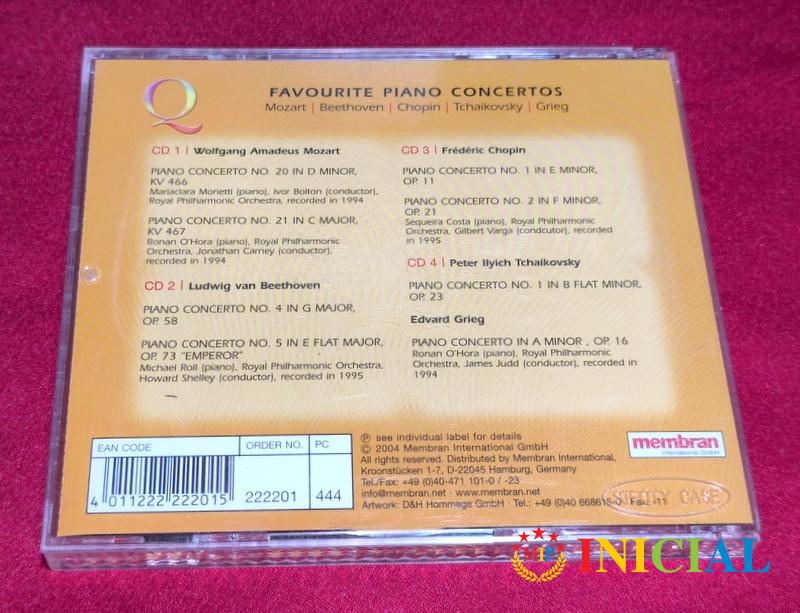 Q
FAVOURITE PIANO CONCERTOS
Mozart | Beethoven | Chopin | Tchaikovsky | Grieg
CD 1 | Wolfgang Amadeus Mozart
PIANO CONCERTO NO. 20 IN D MINOR,
KV 466
Mariaclara Monetti (piano), Ivor Bolton (conductor),
Royal Philharmonic Orchestra, recorded in 1994
PIANO CONCERTO NO. 21 IN C MAJOR,
KV 467
Ronan O'Hora (piano), Royal Philharmonic
Orchestra, Jonathan Carney (conductor),
recorded in 1994
CD 2 | Ludwig van Beethoven
PIANO CONCERTO NO. 4 IN G MAJOR,
OP. 58
PIANO CONCERTO NO. 5 IN E FLAT MAJOR,
OP. 73 "EMPEROR"
Michael Roll (piano), Royal Philharmonic Orchestra,
Howard Shelley (conductor), recorded in 1995
CD 3 | Frédéric Chopin
PIANO CONCERTO NO. 1 IN E MINOR,
OP. 11
PIANO CONCERTO NO. 2 IN F MINOR,
OP. 21
Sequeira Costa (piano), Royal Philharmonic
Orchestra, Gilbert Varga (condcutor), recorded
in 1995
CD 4 | Peter Ilyich Tchaikovsky
PIANO CONCERTO NO. 1 IN B FLAT MINOR,
OP. 23
Edvard Grieg
PIANO CONCERTO IN A MINOR , OP. 16
Ronan O'Hora (piano), Royal Philharmonic
Orchestra, James Judd (conductor), recorded in
1994
EAN CODE
4 011222 222015
ORDER NO.
222201
PC
444
℗ see individual label for details
© 2004 Membran International GmbH
All rights reserved. Distributed by Membran International,
Kroonstücken 1-7, D-22045 Hamburg, Germany
Tel./Fax: +49 (0)40-471 101-0 / -23
info@membran.net · www.membran.net
Artwork: D&H Hommage GmbH · Tel.: +49 (0)40 668615-0 Fax: -11
membran
International GmbH
CASE
MP
INICIAL